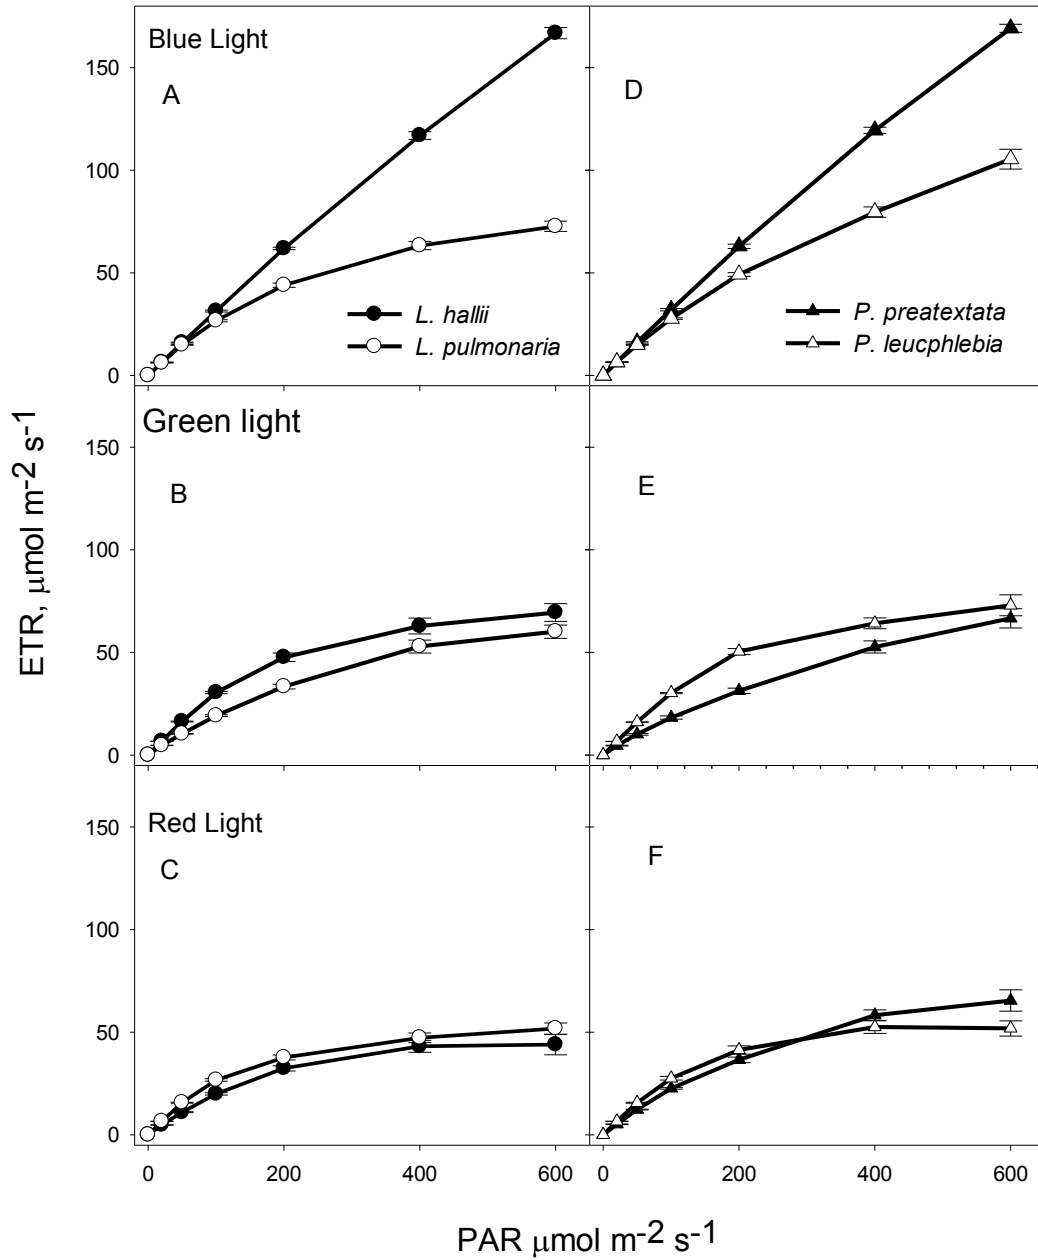 Blue Light
A
D
150
100
50
0
L. hallii
L. pulmonaria
P. preatextata
P. leucphlebia
Green light
B
E
150
100
50
0
Red Light
C
F
150
100
50
0
0
200
400
600
0
200
400
600
ETR, μmol m-2 s-1
PAR μmol m-2 s-1